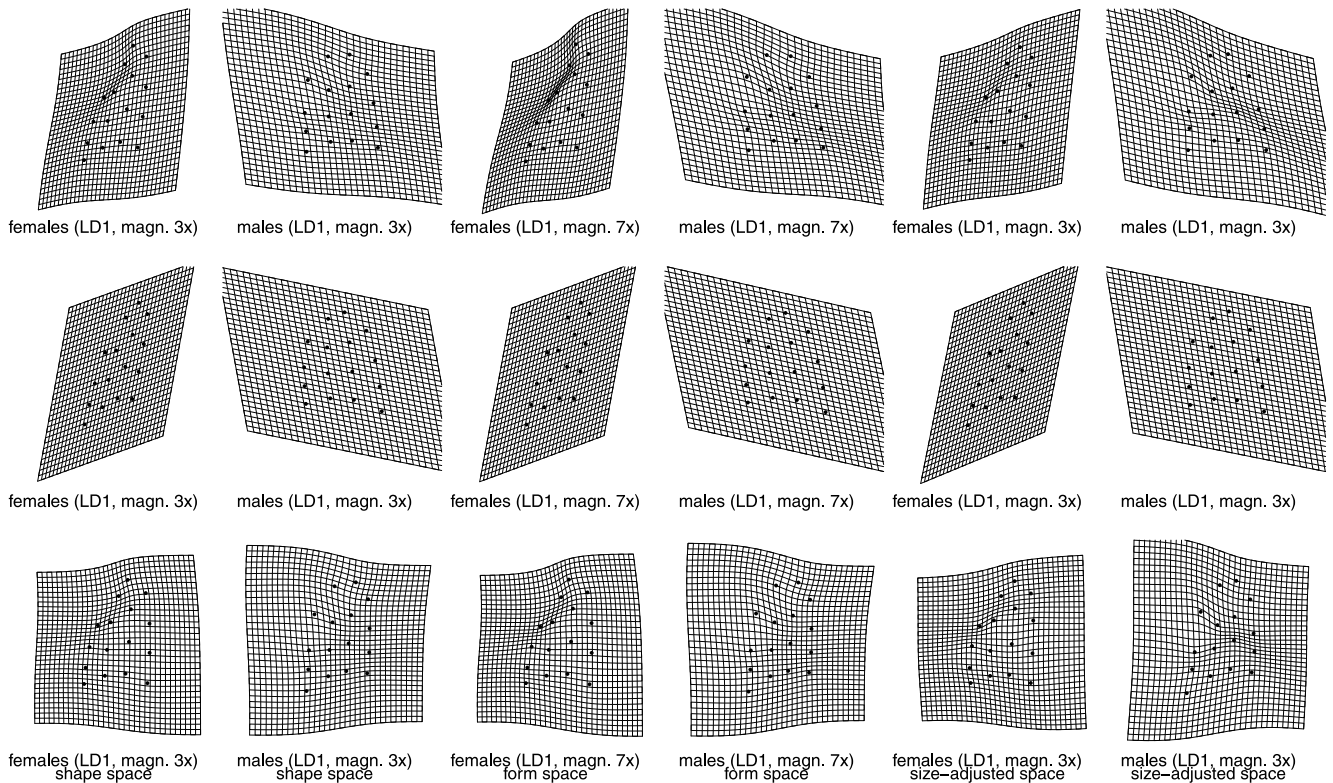 females (LD1, magn. 3x) males (LD1, magn. 3x) females (LD1, magn. 7x) males (LD1, magn. 7x) females (LD1, magn. 3x) males (LD1, magn. 3x)
females (LD1, magn. 3x) males (LD1, magn. 3x) females (LD1, magn. 7x) males (LD1, magn. 7x) females (LD1, magn. 3x) males (LD1, magn. 3x)
females (LD1, magn. 3x) males (LD1, magn. 3x) females (LD1, magn. 7x) males (LD1, magn. 7x) females (LD1, magn. 3x) males (LD1, magn. 3x)
shape space shape space form space form space size−adjusted space size−adjusted space